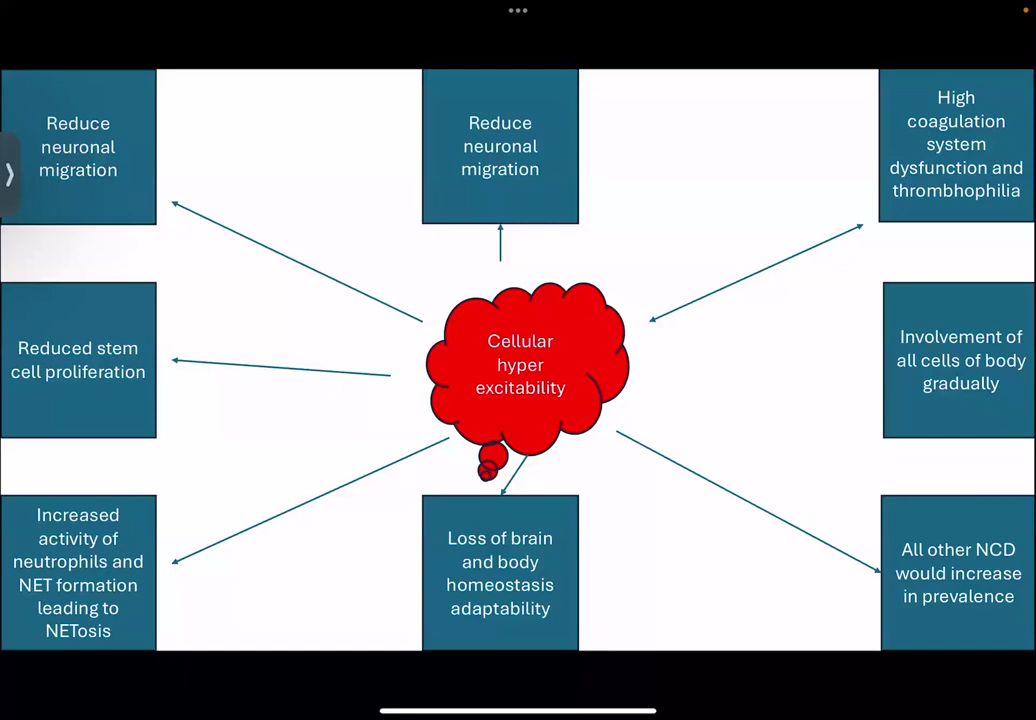 Reduce
neuronal
migration
Reduce
neuronal
migration
High
coagulation
system
dysfunction and
thrombhophilia
Cellular
hyper
excitability
Reduced stem
cell proliferation
Involvement of
all cells of body
gradually
Increased
activity of
neutrophils and
NET formation
leading to
NETosis
Loss of brain
and body
homeostasis
adaptability
All other NCD
would increase
in prevalence